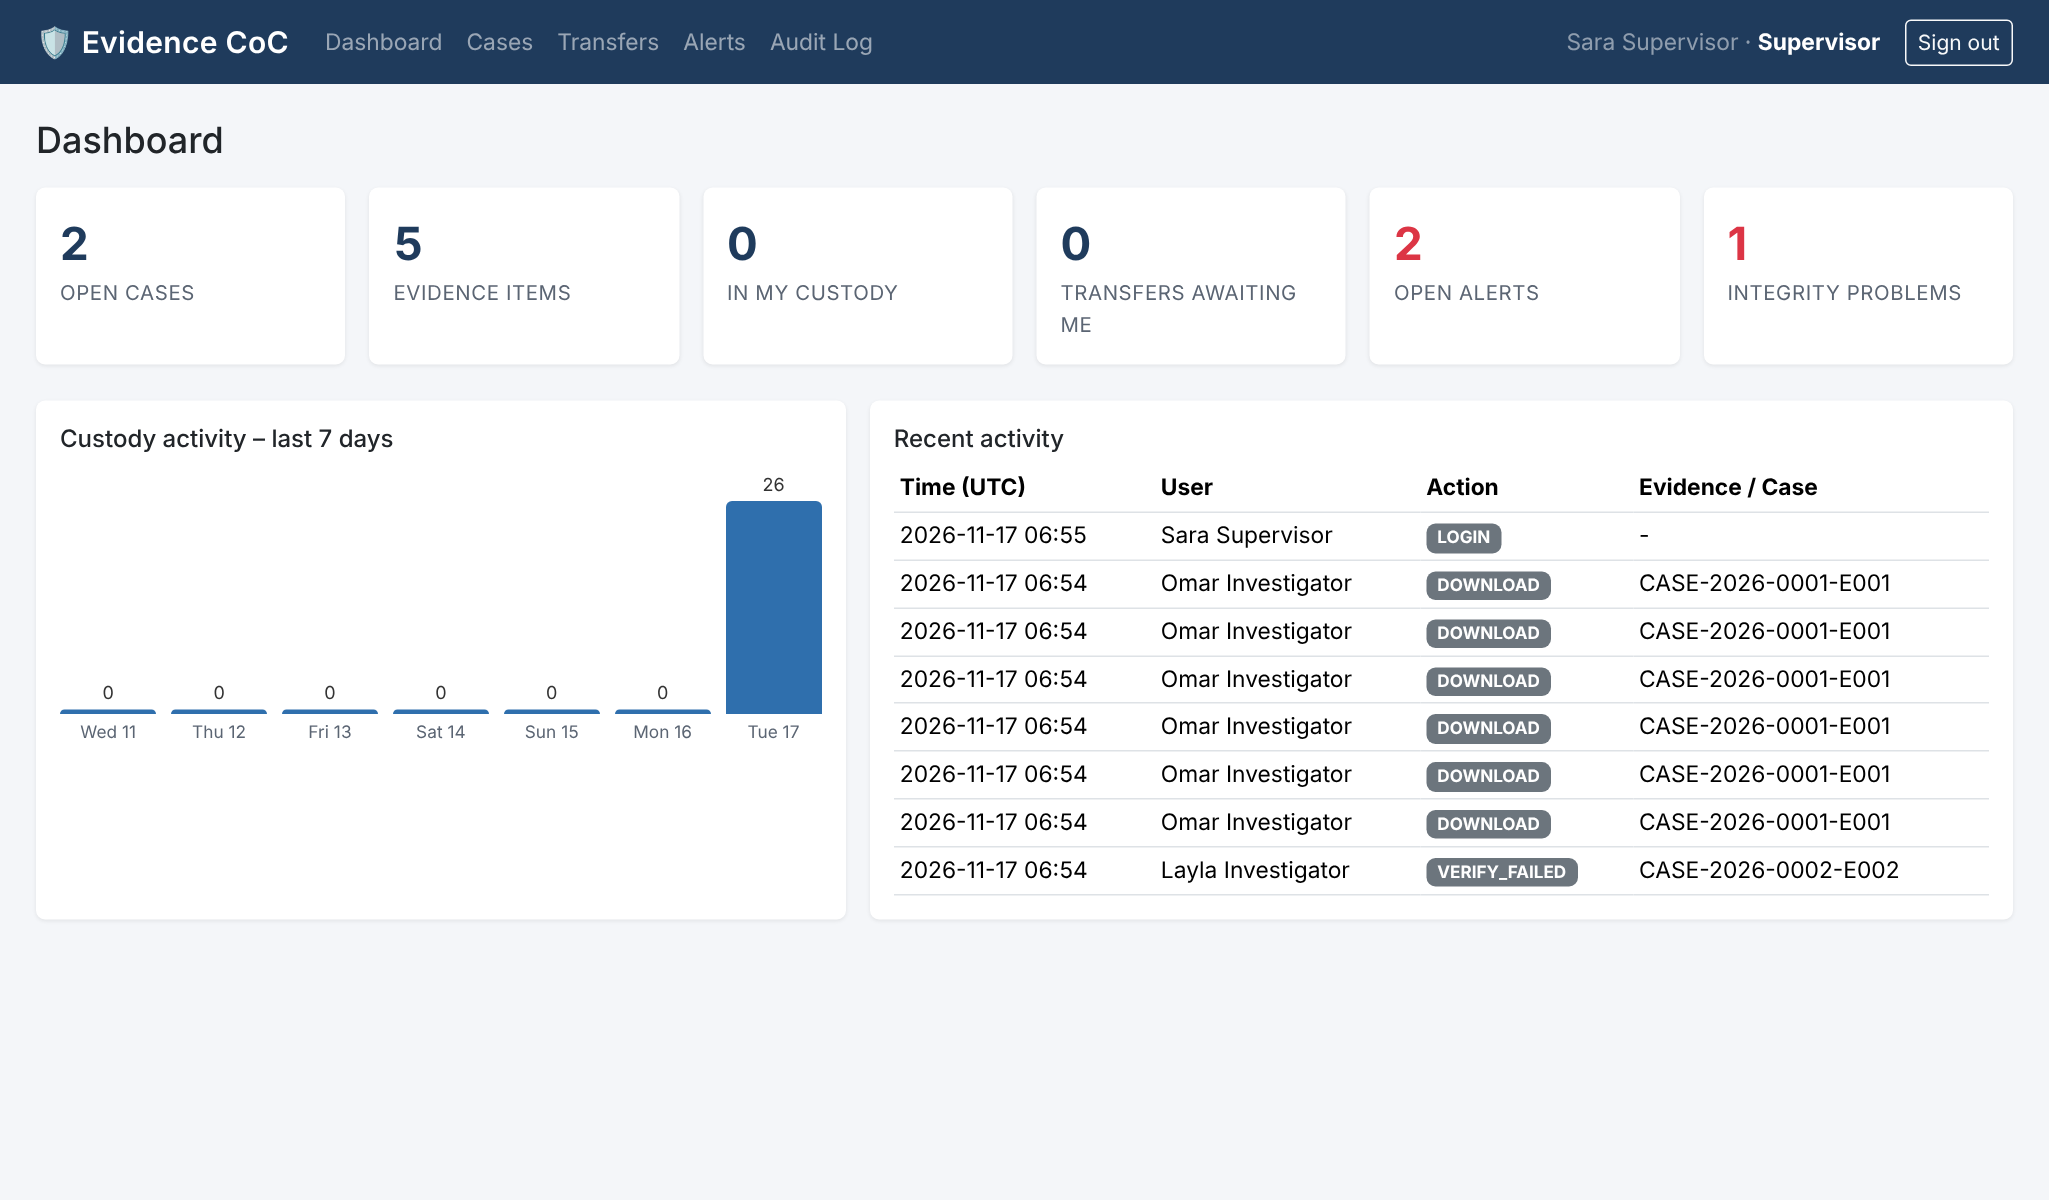 Evidence CoC Dashboard Cases Transfers Alerts Audit Log Sara Supervisor · Supervisor Sign out
Dashboard
2 5 0 0 2 1
OPEN CASES EVIDENCE ITEMS IN MY CUSTODY TRANSFERS AWAITING ME OPEN ALERTS INTEGRITY PROBLEMS
Custody activity – last 7 days
26
0 0 0 0 0 0
Wed 11 Thu 12 Fri 13 Sat 14 Sun 15 Mon 16 Tue 17
Recent activity
Time (UTC) User Action Evidence / Case
2026-11-17 06:55 Sara Supervisor LOGIN -
2026-11-17 06:54 Omar Investigator DOWNLOAD CASE-2026-0001-E001
2026-11-17 06:54 Omar Investigator DOWNLOAD CASE-2026-0001-E001
2026-11-17 06:54 Omar Investigator DOWNLOAD CASE-2026-0001-E001
2026-11-17 06:54 Omar Investigator DOWNLOAD CASE-2026-0001-E001
2026-11-17 06:54 Omar Investigator DOWNLOAD CASE-2026-0001-E001
2026-11-17 06:54 Omar Investigator DOWNLOAD CASE-2026-0001-E001
2026-11-17 06:54 Layla Investigator VERIFY_FAILED CASE-2026-0002-E002